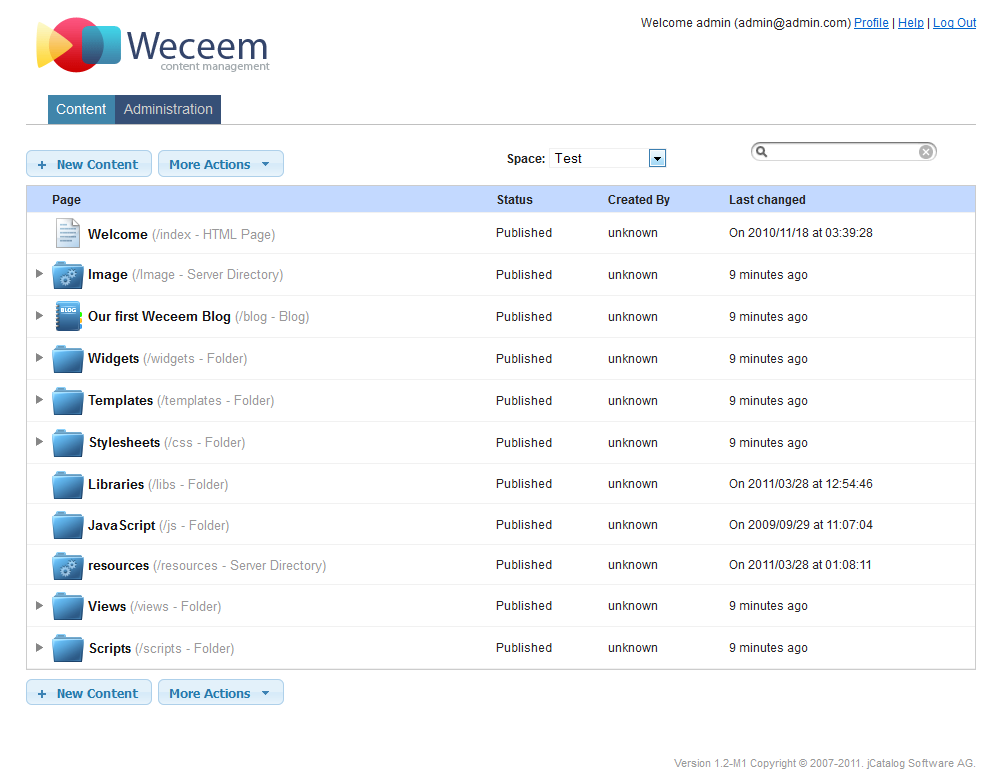 Welcome admin (admin@admin.com) Profile | Help | Log Out
Weceem
content management
Content Administration
+ New Content More Actions Space: Test
Page Status Created By Last changed
Welcome (/index - HTML Page) Published unknown On 2010/11/18 at 03:39:28
Image (/Image - Server Directory) Published unknown 9 minutes ago
BLOG Our first Weceem Blog (/blog - Blog) Published unknown 9 minutes ago
Widgets (/widgets - Folder) Published unknown 9 minutes ago
Templates (/templates - Folder) Published unknown 9 minutes ago
Stylesheets (/css - Folder) Published unknown 9 minutes ago
Libraries (/libs - Folder) Published unknown On 2011/03/28 at 12:54:46
JavaScript (/js - Folder) Published unknown On 2009/09/29 at 11:07:04
resources (/resources - Server Directory) Published unknown On 2011/03/28 at 01:08:11
Views (/views - Folder) Published unknown 9 minutes ago
Scripts (/scripts - Folder) Published unknown 9 minutes ago
+ New Content More Actions
Version 1.2-M1 Copyright © 2007-2011. jCatalog Software AG.